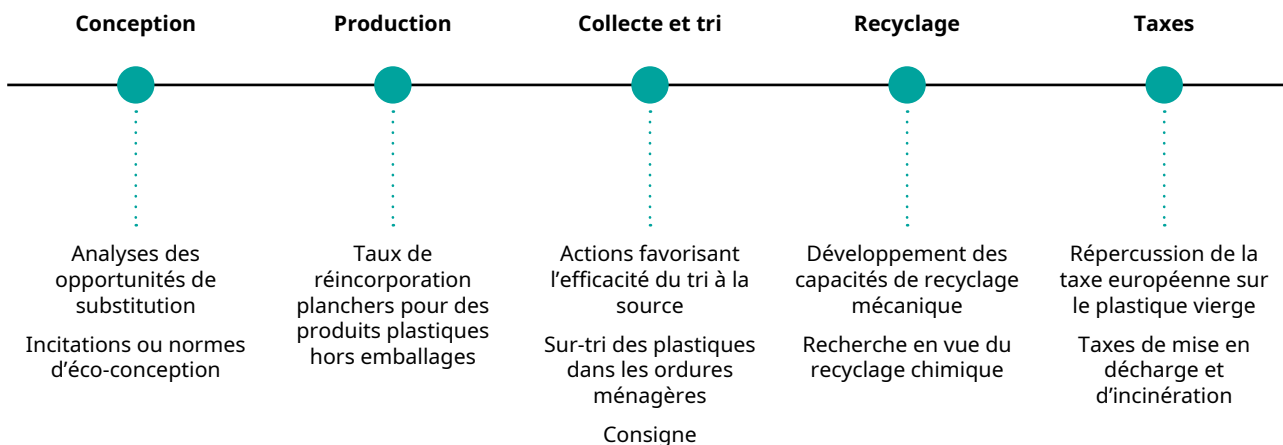 Conception
Production
Collecte et tri
Recyclage
Taxes
Analyses des
opportunités de
substitution
Incitations ou normes
d’éco-conception
Taux de
réincorporation
planchers pour des
produits plastiques
hors emballages
Actions favorisant
l’efficacité du tri à la
source
Sur-tri des plastiques
dans les ordures
ménagères
Consigne
Développement des
capacités de recyclage
mécanique
Recherche en vue du
recyclage chimique
Répercussion de la
taxe européenne sur
le plastique vierge
Taxes de mise en
décharge et
d’incinération